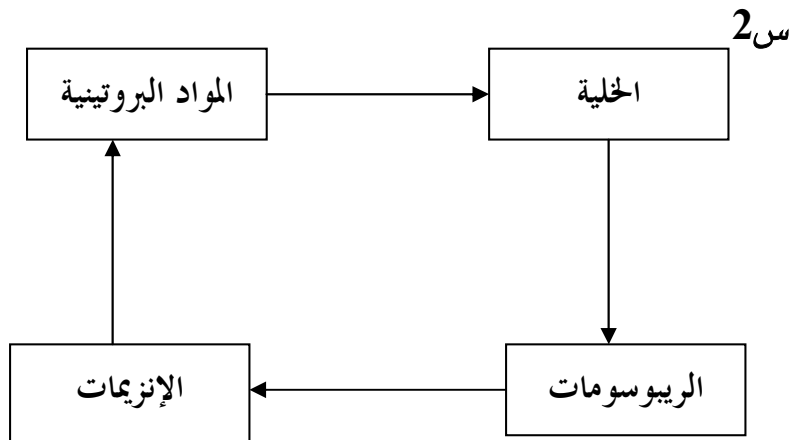 س2
الخلية
المواد البروتينية
الريبوسومات
الإنزيمات